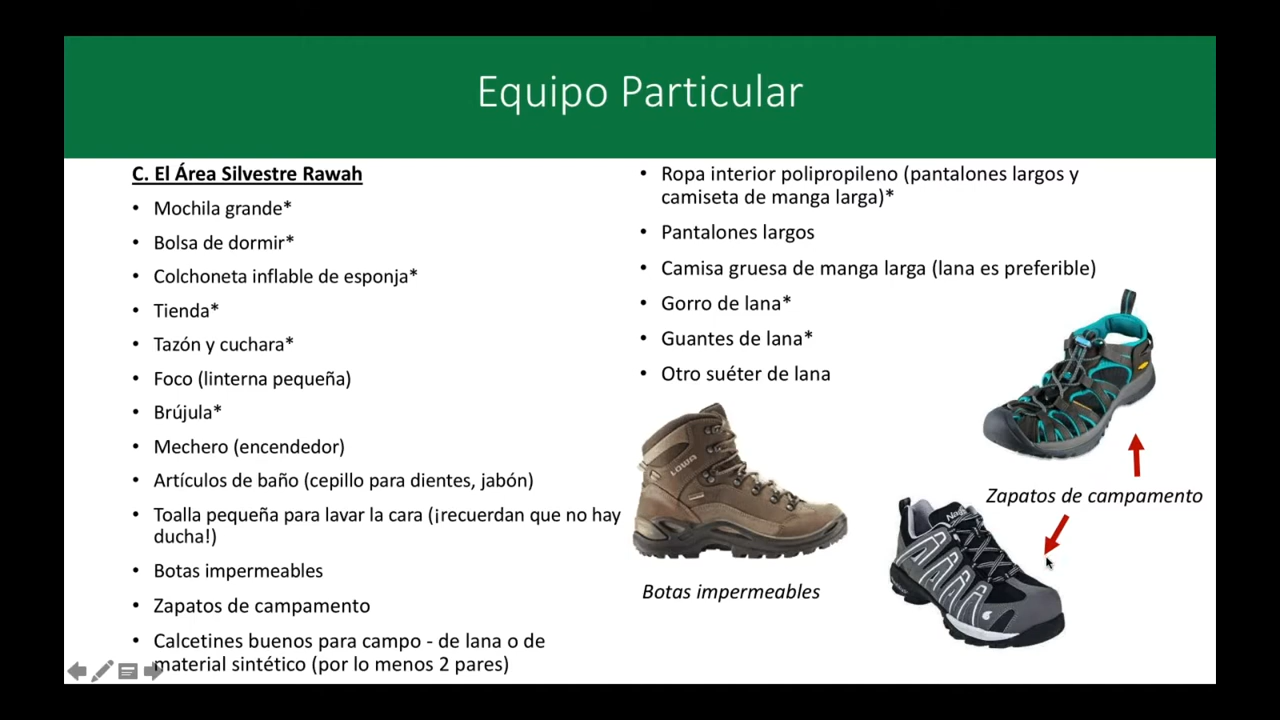 Equipo Particular
C. El Área Silvestre Rawah
• Mochila grande*
• Bolsa de dormir*
• Colchoneta inflable de esponja*
• Tienda*
• Tazón y cuchara*
• Foco (linterna pequeña)
• Brújula*
• Mechero (encendedor)
• Artículos de baño (cepillo para dientes, jabón)
• Toalla pequeña para lavar la cara (¡recuerdan que no hay
ducha!)
• Botas impermeables
• Zapatos de campamento
• Calcetines buenos para campo - de lana o de
material sintético (por lo menos 2 pares)
• Ropa interior polipropileno (pantalones largos y
camiseta de manga larga)*
• Pantalones largos
• Camisa gruesa de manga larga (lana es preferible)
• Gorro de lana*
• Guantes de lana*
• Otro suéter de lana
LOWA
Botas impermeables
Zapatos de campamento